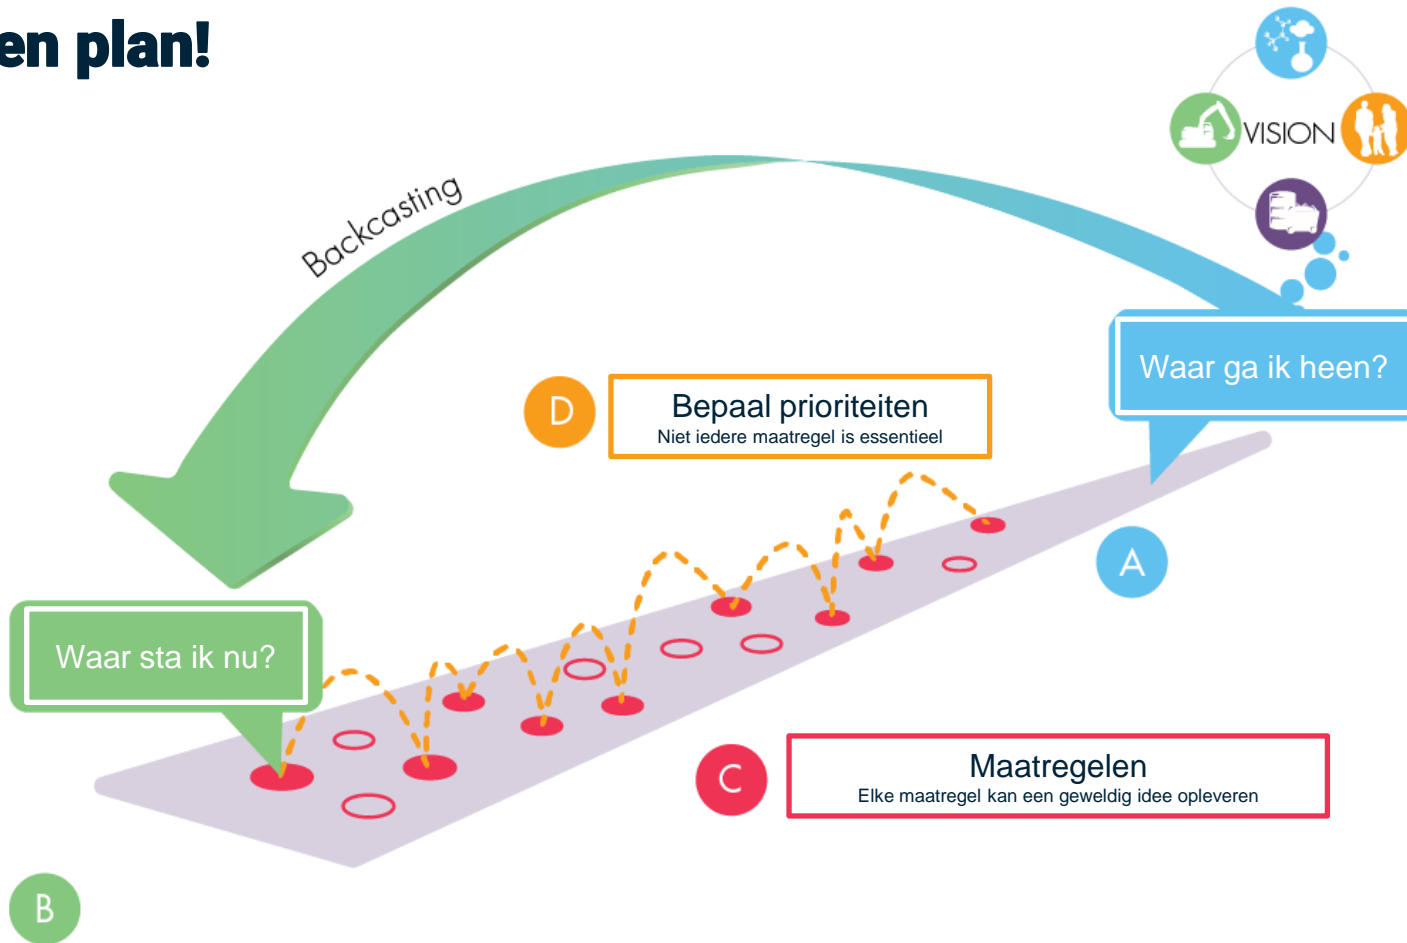 en plan!
VISION
Backcasting
Waar ga ik heen?
D
Bepaal prioriteiten
Niet iedere maatregel is essentieel
A
Waar sta ik nu?
C
Maatregelen
Elke maatregel kan een geweldig idee opleveren
B